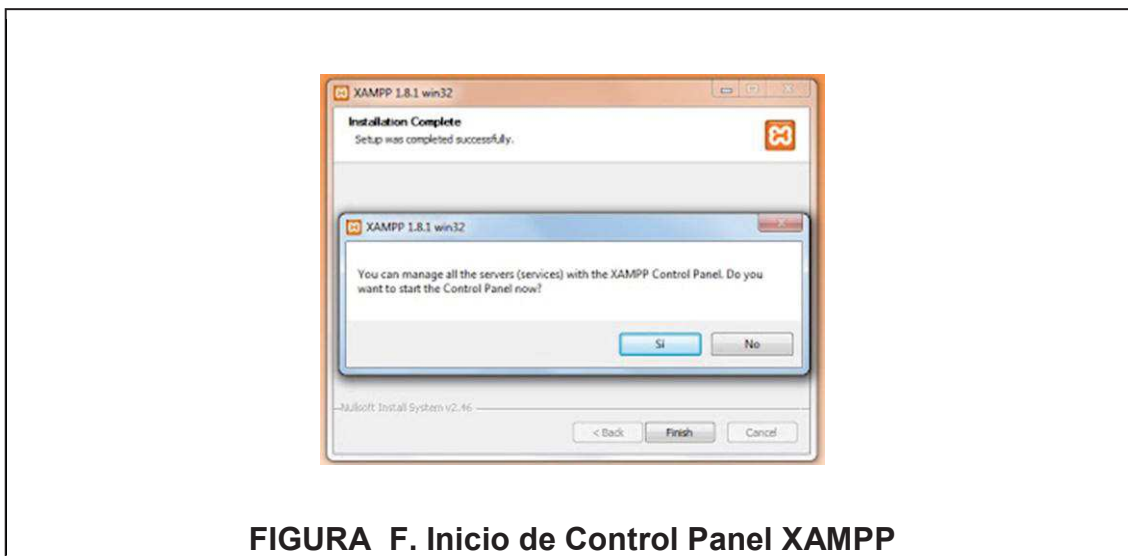 XAMPP 1.8.1 win32
Installation Complete
Setup was completed successfully.
XAMPP 1.8.1 win32
You can manage all the servers (services) with the XAMPP Control Panel. Do you
want to start the Control Panel now?
Sí No
Nullsoft Install System v2.46
< Back Finish Cancel
FIGURA F. Inicio de Control Panel XAMPP